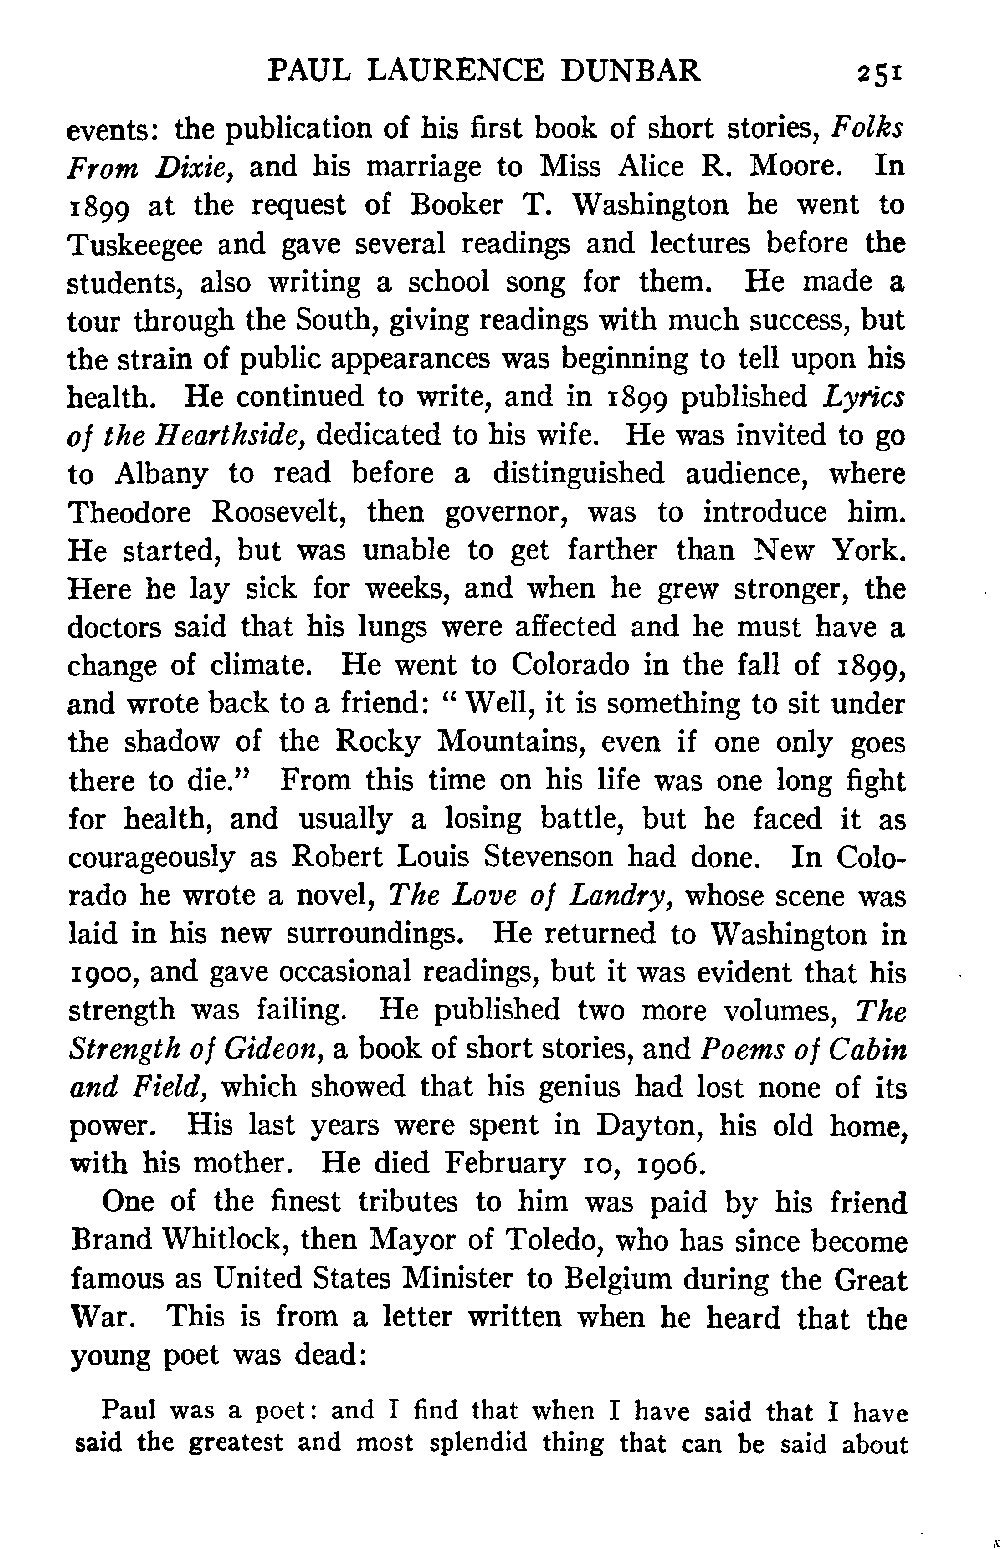 PAUL LAURENCE DUNBAR 251
events: the publication of his first book of short stories, Folks
From Dixie, and his marriage to Miss Alice R. Moore. In
1899 at the request of Booker T. Washington he went to
Tuskeegee and gave several readings and lectures before the
students, also writing a school song for them. He made a
tour through the South, giving readings with much success, but
the strain of public appearances was beginning to tell upon his
health. He continued to write, and in 1899 published Lyrics
of the Hearthside, dedicated to his wife. He was invited to go
to Albany to read before a distinguished audience, where
Theodore Roosevelt, then governor, was to introduce him.
He started, but was unable to get farther than New York.
Here he lay sick for weeks, and when he grew stronger, the
doctors said that his lungs were affected and he must have a
change of climate. He went to Colorado in the fall of 1899,
and wrote back to a friend: " Well, it is something to sit under
the shadow of the Rocky Mountains, even if one only goes
there to die." From this time on his life was one long fight
for health, and usually a losing battle, but he faced it as
courageously as Robert Louis Stevenson had done. In Colo-
rado he wrote a novel, The Love of Landry, whose scene was
laid in his new surroundings. He returned to Washington in
1900, and gave occasional readings, but it was evident that his
strength was failing. He published two more volumes, The
Strength of Gideon, a book of short stories, and Poems of Cabin
and Field, which showed that his genius had lost none of its
power. His last years were spent in Dayton, his old home,
with his mother. He died February 10, 1906.
One of the finest tributes to him was paid by his friend
Brand Whitlock, then Mayor of Toledo, who has since become
famous as United States Minister to Belgium during the Great
War. This is from a letter written when he heard that the
young poet was dead:
Paul was a poet: and I find that when I have said that I have
said the greatest and most splendid thing that can be said about